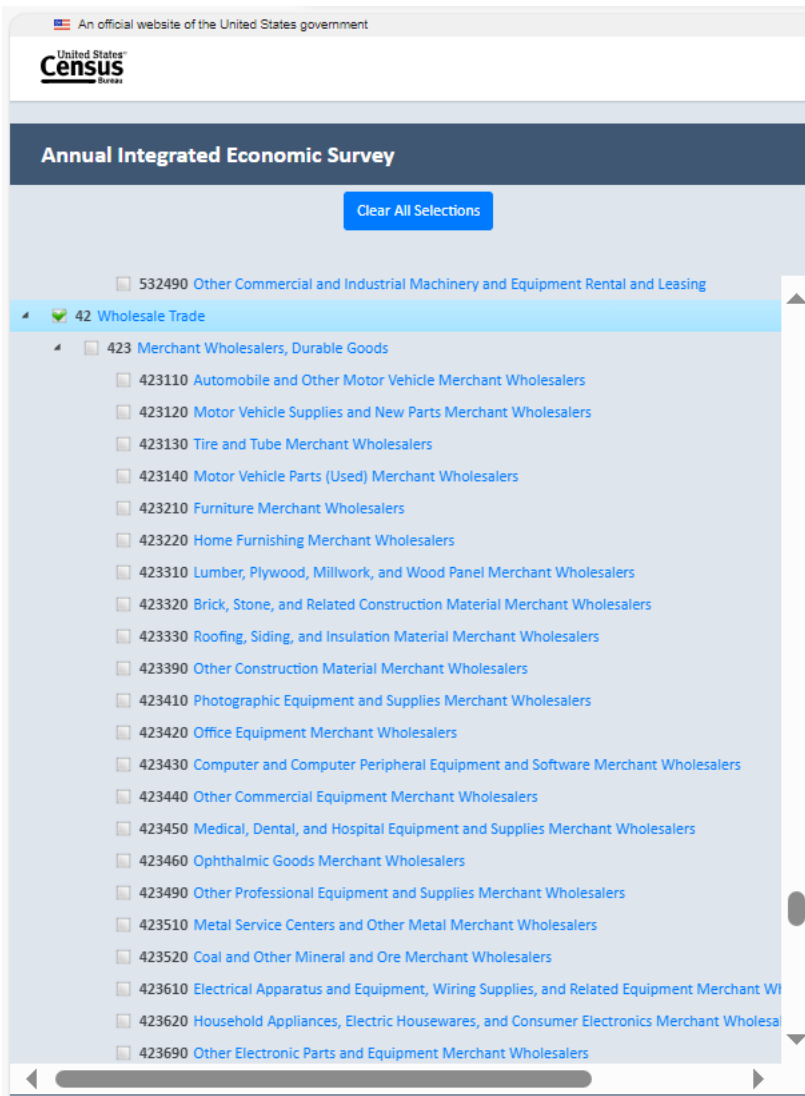 An official website of the United States government
United States™
Census
Bureau
Annual Integrated Economic Survey
Clear All Selections
532490 Other Commercial and Industrial Machinery and Equipment Rental and Leasing
42 Wholesale Trade
423 Merchant Wholesalers, Durable Goods
423110 Automobile and Other Motor Vehicle Merchant Wholesalers
423120 Motor Vehicle Supplies and New Parts Merchant Wholesalers
423130 Tire and Tube Merchant Wholesalers
423140 Motor Vehicle Parts (Used) Merchant Wholesalers
423210 Furniture Merchant Wholesalers
423220 Home Furnishing Merchant Wholesalers
423310 Lumber, Plywood, Millwork, and Wood Panel Merchant Wholesalers
423320 Brick, Stone, and Related Construction Material Merchant Wholesalers
423330 Roofing, Siding, and Insulation Material Merchant Wholesalers
423390 Other Construction Material Merchant Wholesalers
423410 Photographic Equipment and Supplies Merchant Wholesalers
423420 Office Equipment Merchant Wholesalers
423430 Computer and Computer Peripheral Equipment and Software Merchant Wholesalers
423440 Other Commercial Equipment Merchant Wholesalers
423450 Medical, Dental, and Hospital Equipment and Supplies Merchant Wholesalers
423460 Ophthalmic Goods Merchant Wholesalers
423490 Other Professional Equipment and Supplies Merchant Wholesalers
423510 Metal Service Centers and Other Metal Merchant Wholesalers
423520 Coal and Other Mineral and Ore Merchant Wholesalers
423610 Electrical Apparatus and Equipment, Wiring Supplies, and Related Equipment Merchant Wh
423620 Household Appliances, Electric Housewares, and Consumer Electronics Merchant Wholesa
423690 Other Electronic Parts and Equipment Merchant Wholesalers